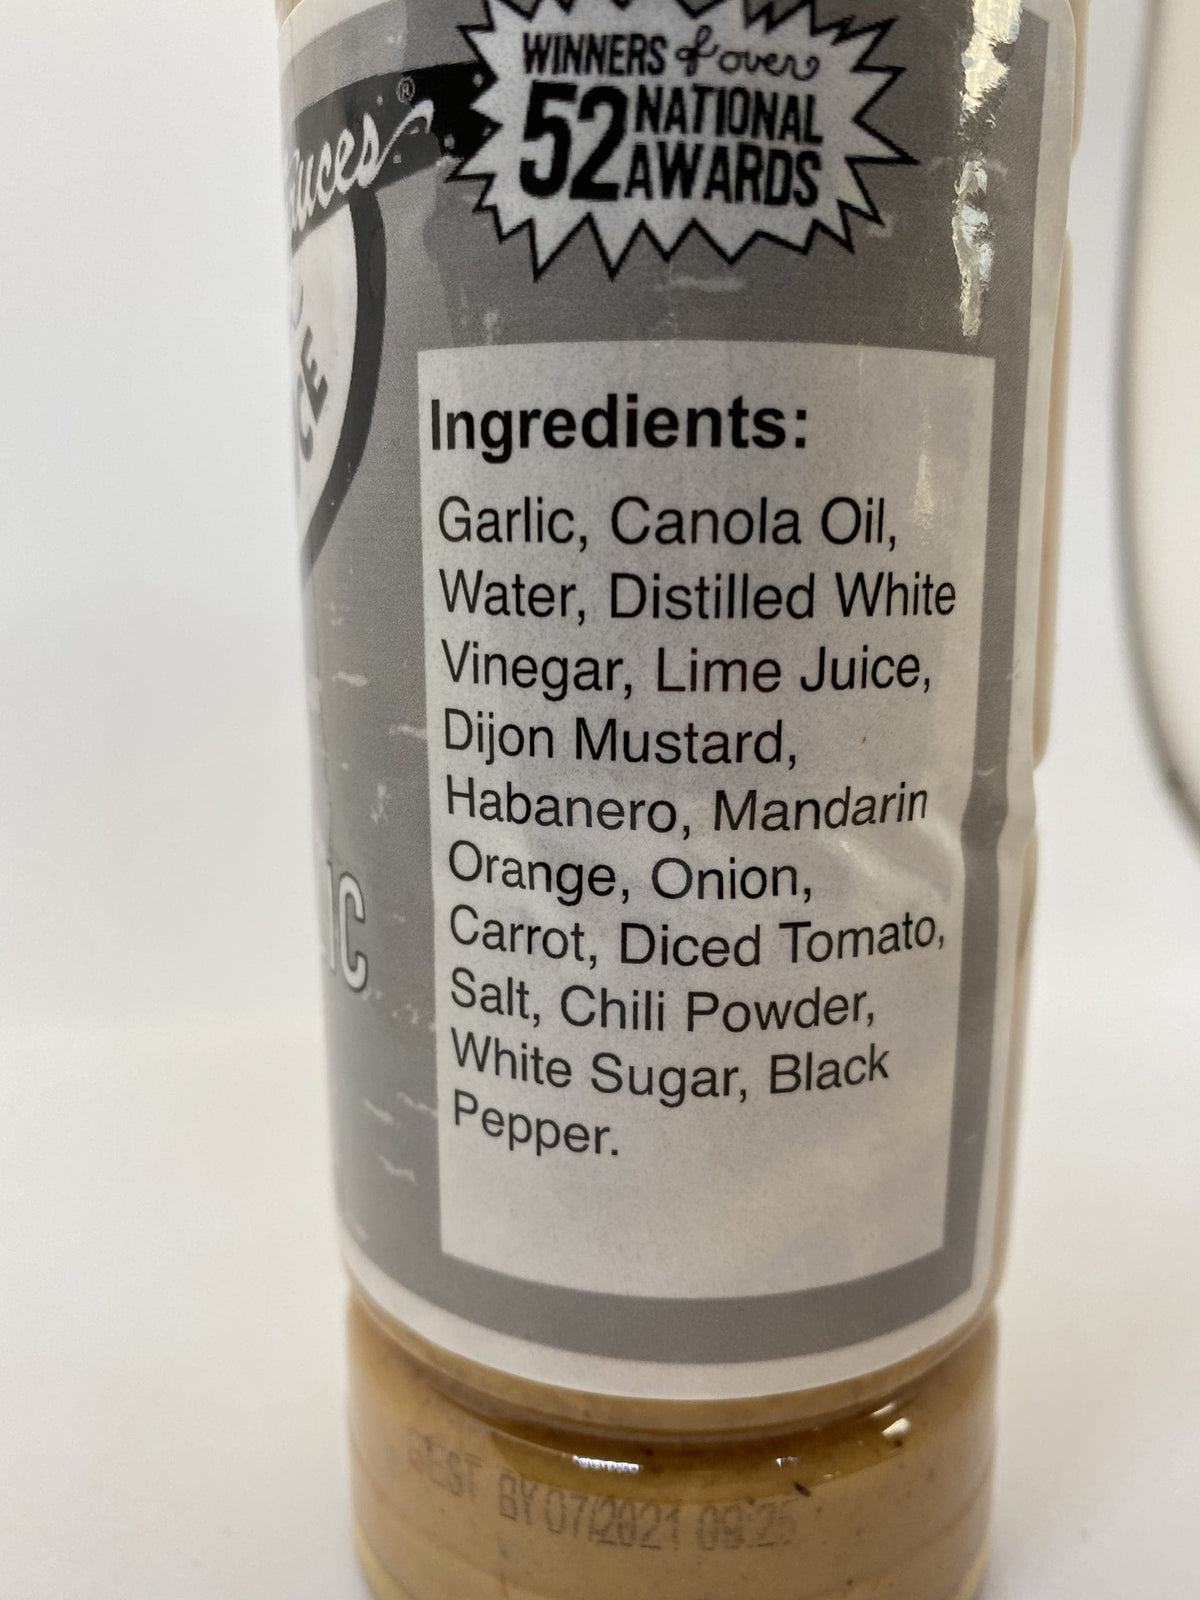 WINNERS of over
52 NATIONAL
AWARDS
®
Ingredients:
Garlic, Canola Oil,
Water, Distilled White
Vinegar, Lime Juice,
Dijon Mustard,
Habanero, Mandarin
Orange, Onion,
Carrot, Diced Tomato,
Salt, Chili Powder,
White Sugar, Black
Pepper.
BEST BY 07/2021 09:25